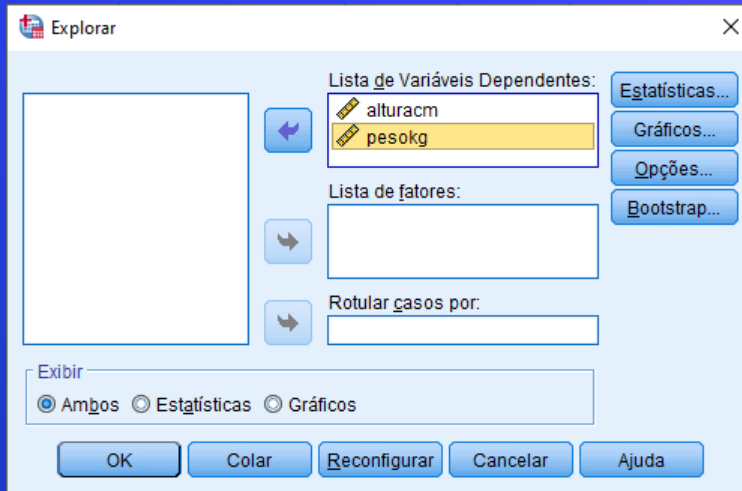 Explorar
Lista de Variáveis Dependentes:
alturacm
pesokg
Lista de fatores:
Rotular casos por:
Estatísticas...
Gráficos...
Opções...
Bootstrap...
Exibir
Ambos Estatísticas Gráficos
OK Colar Reconfigurar Cancelar Ajuda